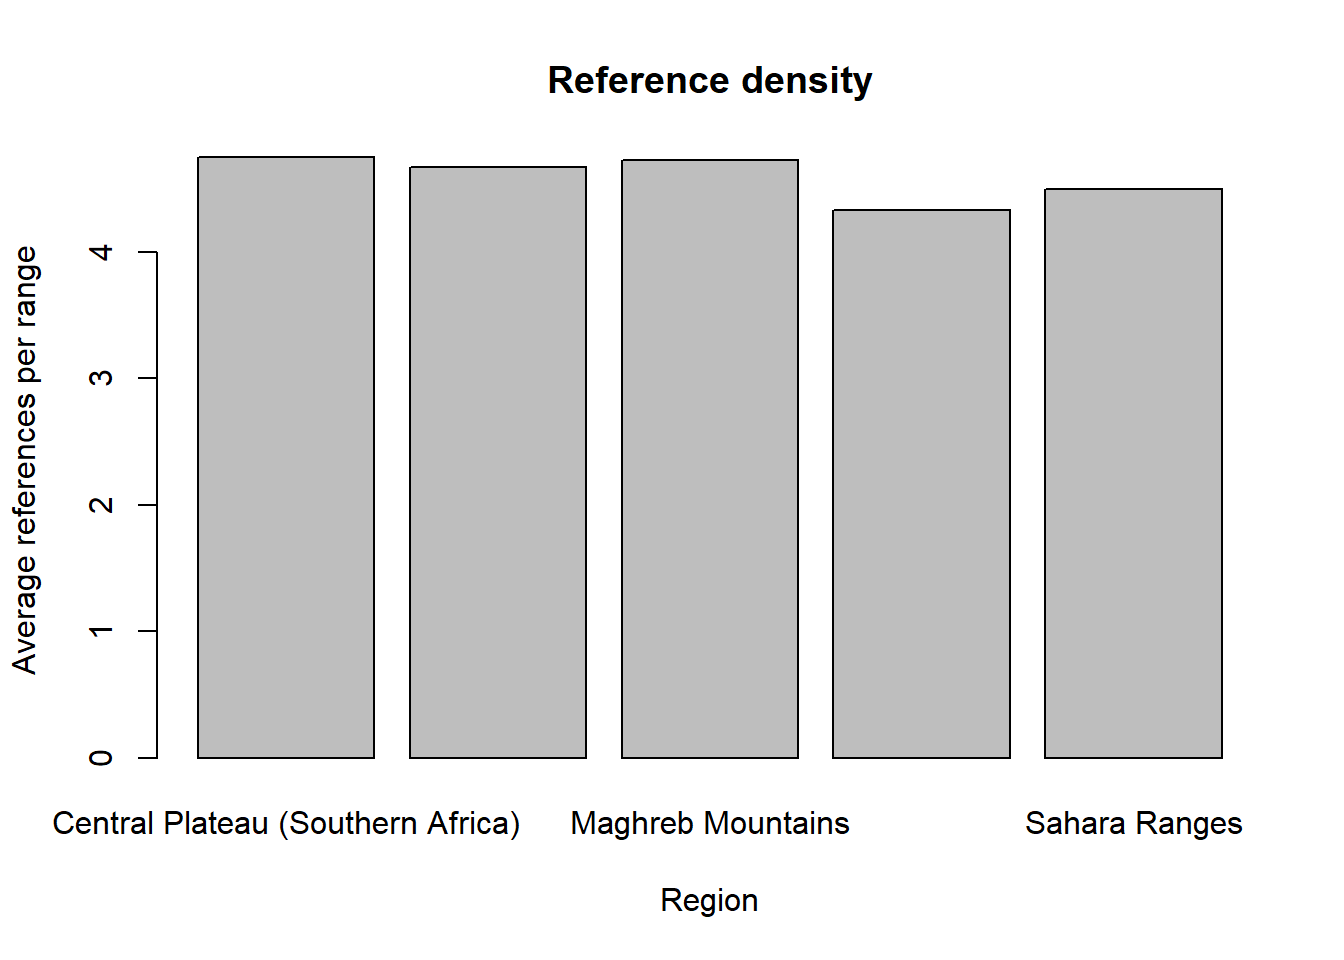 Reference density
Average references per range
4
3
2
1
0
Central Plateau (Southern Africa) Maghreb Mountains Sahara Ranges
Region